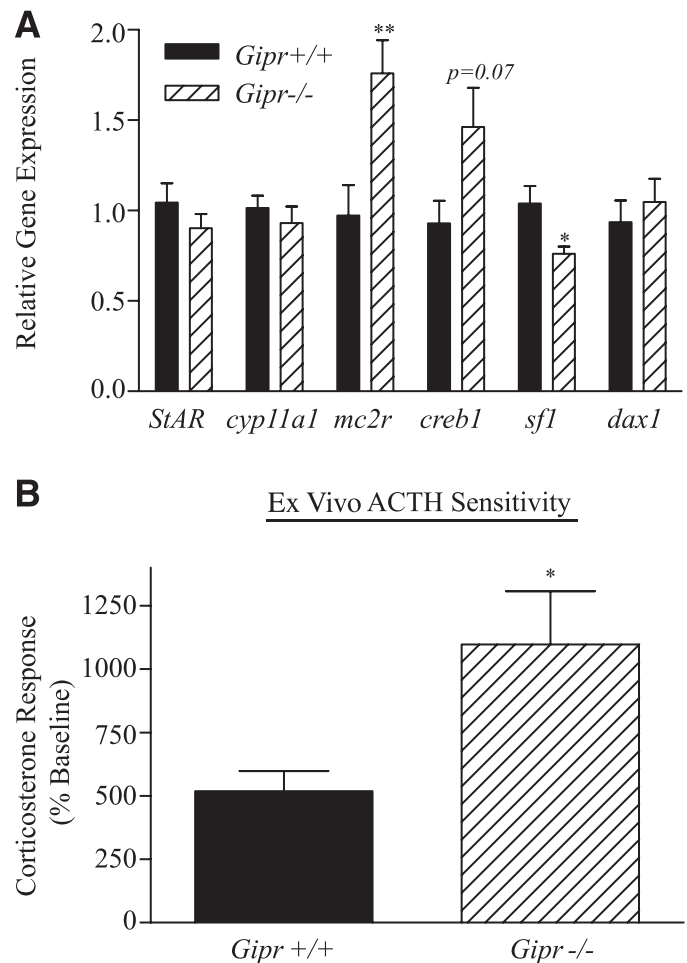 A
Relative Gene Expression
2.0
1.5
1.0
0.5
0.0
Gipr+/+
Gipr-/-
**
p=0.07
*
StAR cyp11a1 mc2r creb1 sf1 dax1
B
Ex Vivo ACTH Sensitivity
Corticosterone Response
(% Baseline)
1250
1000
750
500
250
0
*
Gipr +/+ Gipr -/-